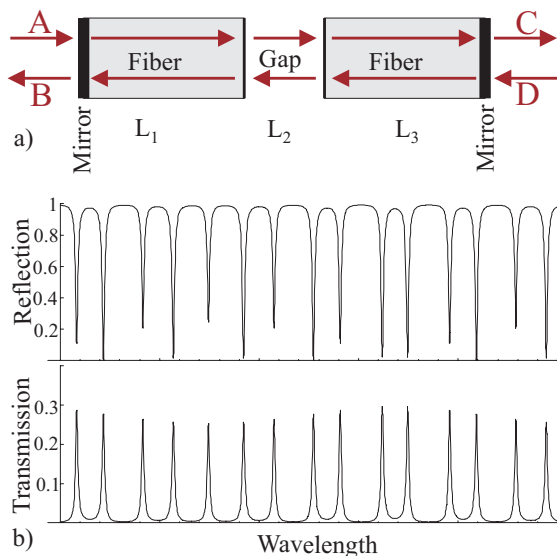 A C
Fiber Gap Fiber
B D
a) Mirror L1 L2 L3 Mirror
1
0.8
0.6
0.4
0.2
Reflection
0.3
0.2
0.1
Transmission
b) Wavelength